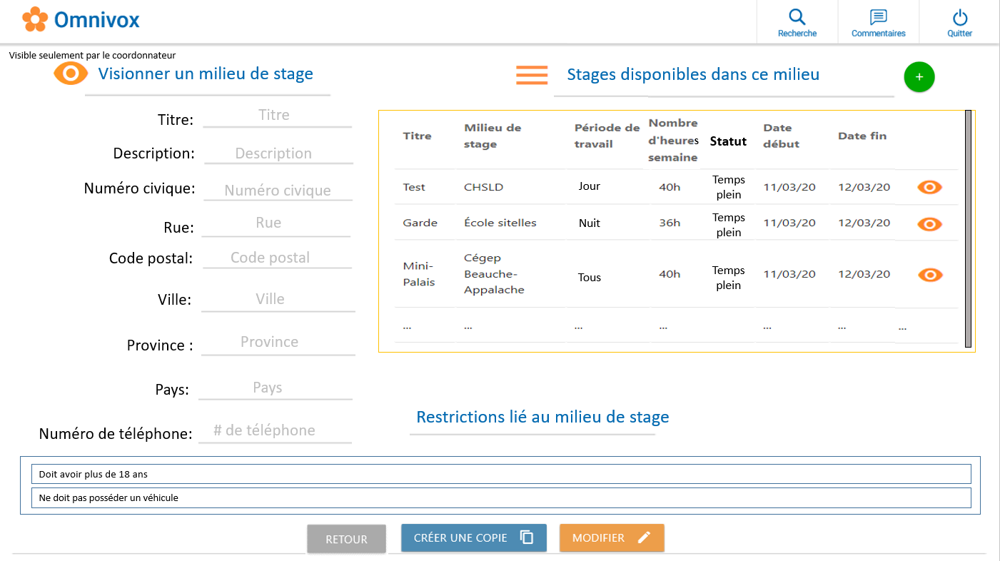 Omnivox
Recherche
Commentaires
Quitter
Visible seulement par le coordonnateur
Visionner un milieu de stage
Titre: Titre
Description: Description
Numéro civique: Numéro civique
Rue: Rue
Code postal: Code postal
Ville: Ville
Province : Province
Pays: Pays
Numéro de téléphone: # de téléphone
Stages disponibles dans ce milieu
+
Titre
Milieu de
stage
Période de
travail
Nombre
d'heures
semaine
Statut
Date
début
Date fin
Test
CHSLD
Jour
40h
Temps
plein
11/03/20
12/03/20
Garde
École sitelles
Nuit
36h
Temps
plein
11/03/20
12/03/20
Mini-
Palais
Cégep
Beauche-
Appalache
Tous
40h
Temps
plein
11/03/20
12/03/20
... ... ... ... ... ... ...
Restrictions lié au milieu de stage
Doit avoir plus de 18 ans
Ne doit pas posséder un véhicule
RETOUR
CRÉER UNE COPIE
MODIFIER